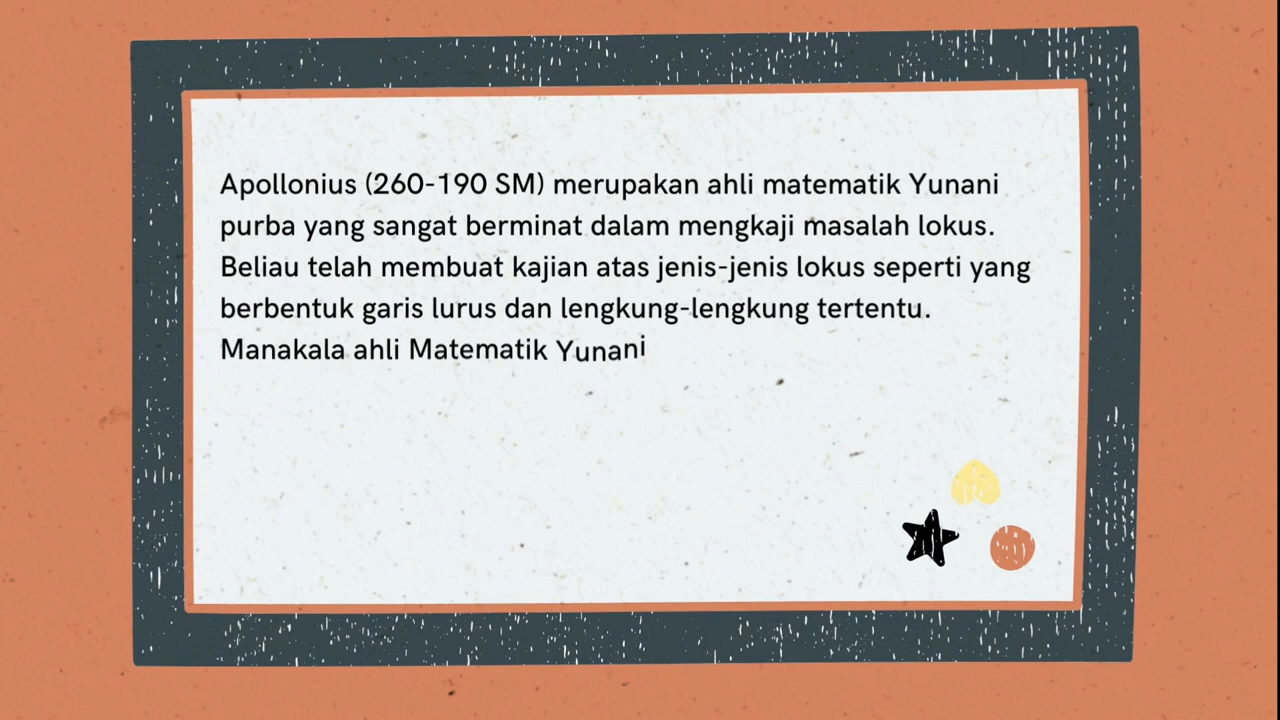 Apollonius (260-190 SM) merupakan ahli matematik Yunani
purba yang sangat berminat dalam mengkaji masalah lokus.
Beliau telah membuat kajian atas jenis-jenis lokus seperti yang
berbentuk garis lurus dan lengkung-lengkung tertentu.
Manakala ahli Matematik Yunani